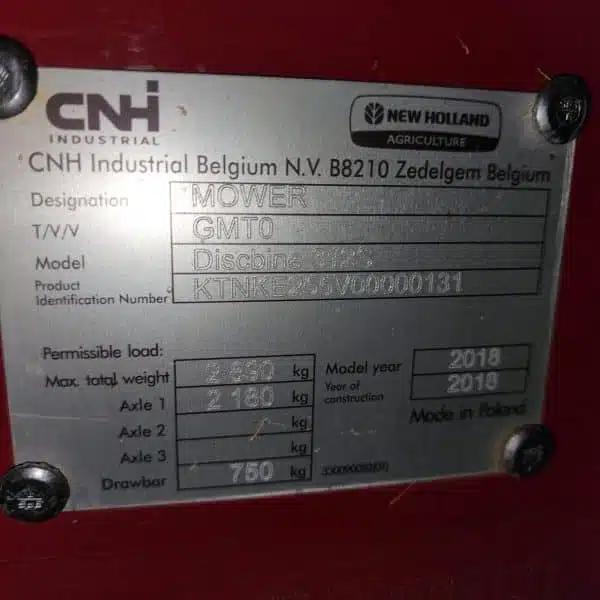 CNH
INDUSTRIAL
NEW HOLLAND
AGRICULTURE
CNH Industrial Belgium N.V. B8210 Zedelgem Belgium
Designation MOWER
T/V/V GMT0
Model Discbine
Product
Identification Number KTNKE255V00000131
Permissible load:
Max. total weight kg
Axle 1 2 180 kg
Axle 2 kg
Axle 3 kg
Drawbar 750 kg
Model year 2018
Year of
construction 2018
Made in Poland